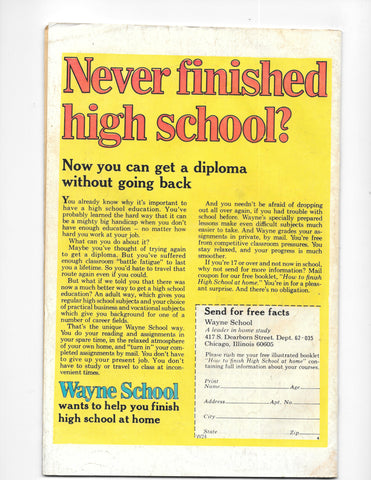 Never finished
high school?
Now you can get a diploma
without going back
You already know why it's important to
have a high school education. You've
probably learned the hard way that it can
be a mighty big handicap when you don't
have enough education – no matter how
hard you work at your job.
What can you do about it?
Maybe you've thought of trying again
to get a diploma. But you've suffered
enough classroom "battle fatigue" to last
you a lifetime. So you'd hate to travel that
route again even if you could.
But what if we told you that there was
now a much better way to get a high school
education? An adult way, which gives you
regular high school subjects and your choice
of practical business and vocational subjects
which give you background for one of a
number of career fields.
That's the unique Wayne School way.
You do your reading and assignments in
your spare time, in the relaxed atmosphere
of your own home, and "turn in" your com-
pleted assignments by mail. You don't have
to give up your present job. You don't
have to study or travel to class at incon-
venient times.
Wayne School
wants to help you finish
high school at home
And you needn't be afraid of dropping
out all over again, if you had trouble with
school before. Wayne's specially prepared
lessons make even difficult subjects much
easier to take. And Wayne grades your as-
signments in private, by mail. You're free
from competitive classroom pressures. You
stay relaxed, and your progress is much
smoother.
If you're 17 or over and not now in school,
why not send for more information? Mail
coupon for our free booklet, "How to finish
High School at home." You're in for a pleas-
ant surprise. And there's no obligation.
Send for free facts
Wayne School
A leader in home study
417 S. Dearborn Street. Dept. 62-035
Chicago, Illinois 60605
Please rush me your free illustrated booklet
"How to finish High School at home" con-
taining full information about your courses.
Print
Name Age
Address Apt. No.
City
State Zip